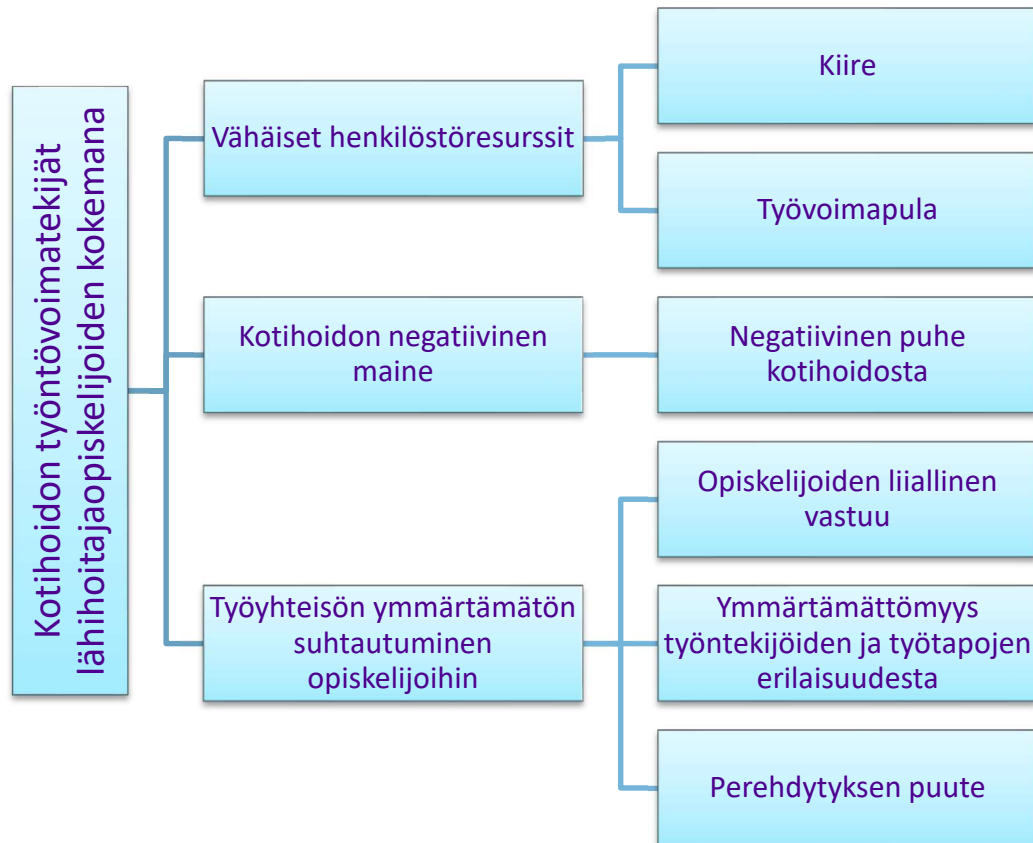 Kotihoidon työntövoimatekijät
lähihoitajaopiskelijoiden kokemana
Vähäiset henkilöstöresurssit
Kiire
Työvoimapula
Kotihoidon negatiivinen
maine
Negatiivinen puhe
kotihoidosta
Työyhteisön ymmärtämätön
suhtautuminen
opiskelijoihin
Opiskelijoiden liiallinen
vastuu
Ymmärtämättömyys
työntekijöiden ja työtapojen
erilaisuudesta
Perehdytyksen puute